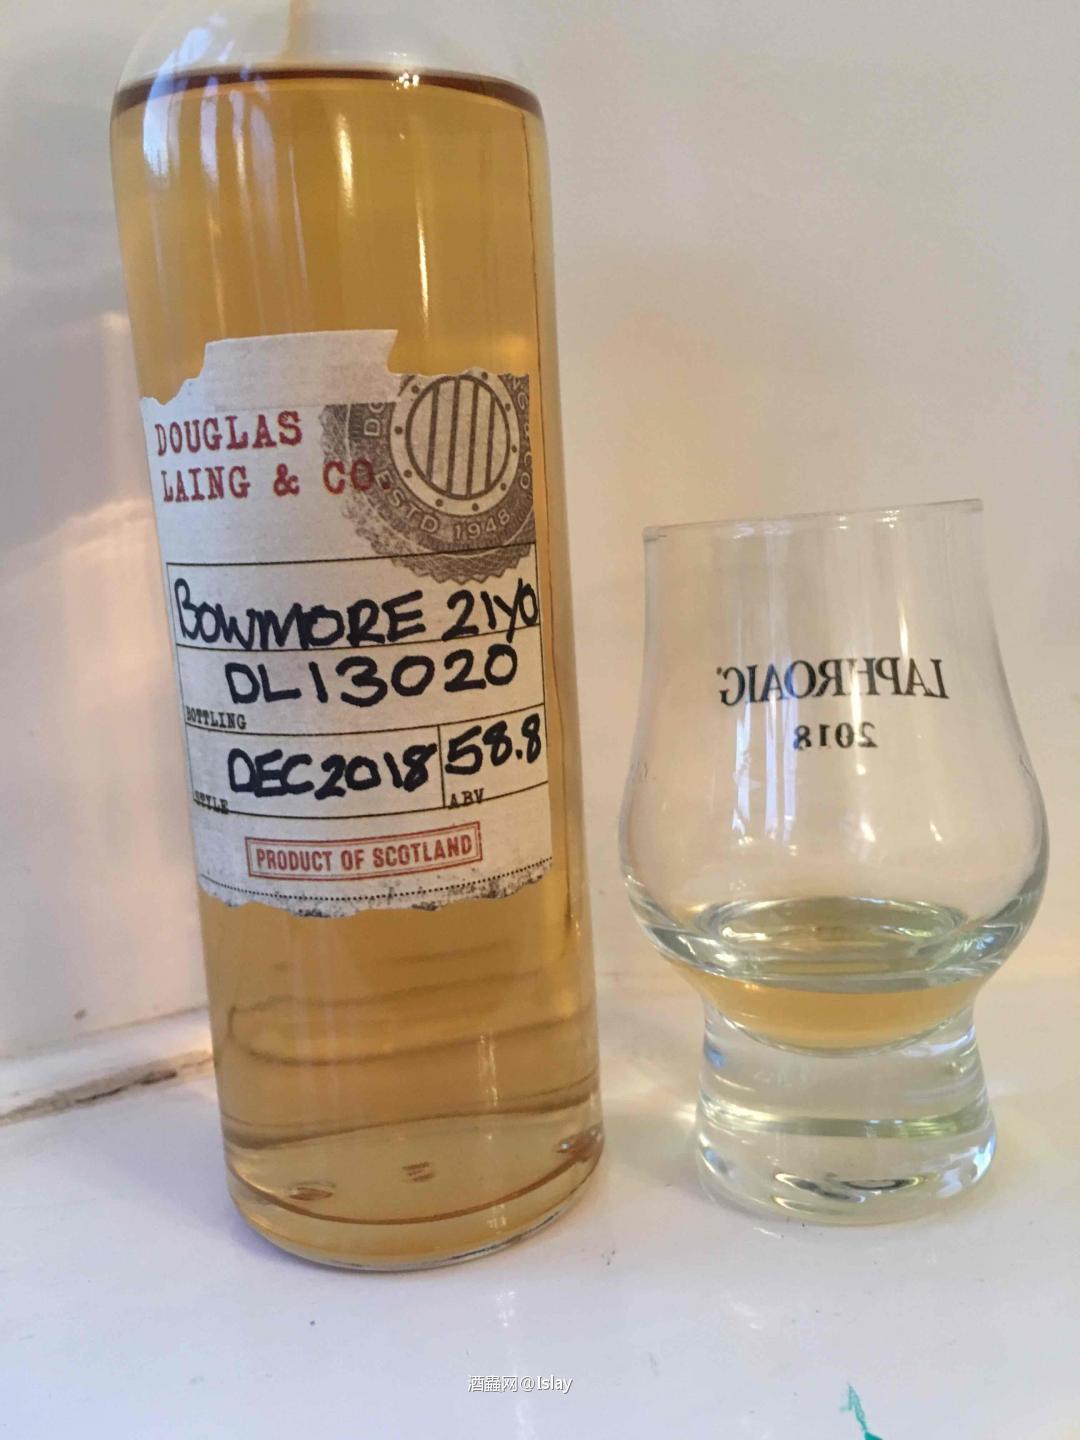 DOUGLAS
LAING & CO.
ESTD 1948
BOWMORE 21YO
DL13020
BOTTLING
DEC2018 58.8
STYLE ABV
PRODUCT OF SCOTLAND
LAPHROAIG
2018
酒蟲网@Islay